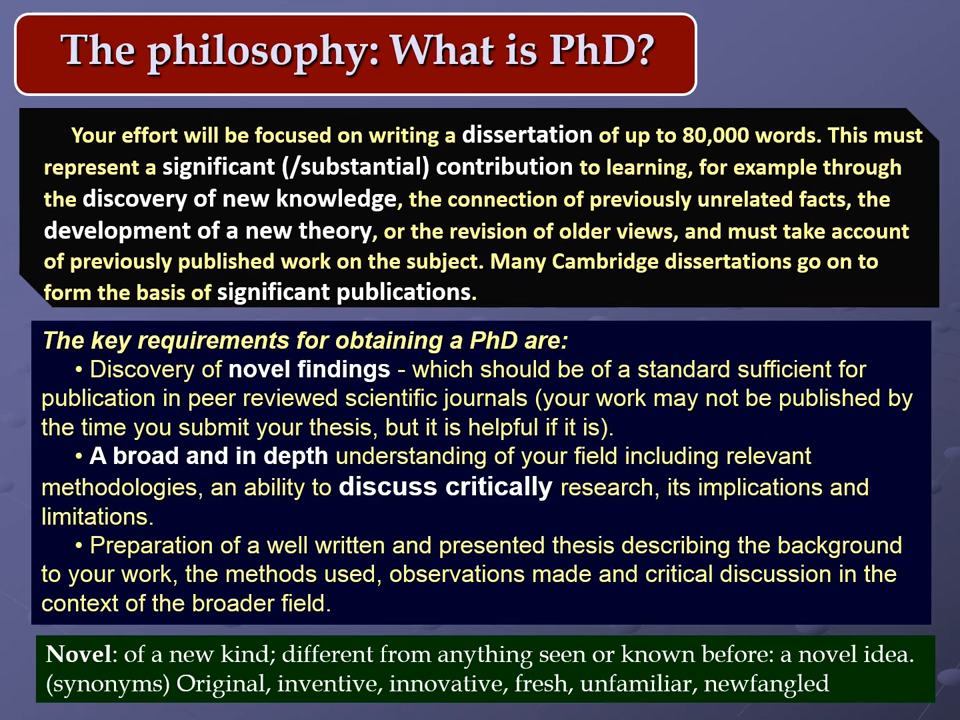 The philosophy: What is PhD?
Your effort will be focused on writing a dissertation of up to 80,000 words. This must
represent a significant (/substantial) contribution to learning, for example through
the discovery of new knowledge, the connection of previously unrelated facts, the
development of a new theory, or the revision of older views, and must take account
of previously published work on the subject. Many Cambridge dissertations go on to
form the basis of significant publications.
The key requirements for obtaining a PhD are:
• Discovery of novel findings - which should be of a standard sufficient for
publication in peer reviewed scientific journals (your work may not be published by
the time you submit your thesis, but it is helpful if it is).
• A broad and in depth understanding of your field including relevant
methodologies, an ability to discuss critically research, its implications and
limitations.
• Preparation of a well written and presented thesis describing the background
to your work, the methods used, observations made and critical discussion in the
context of the broader field.
Novel: of a new kind; different from anything seen or known before: a novel idea.
(synonyms) Original, inventive, innovative, fresh, unfamiliar, newfangled